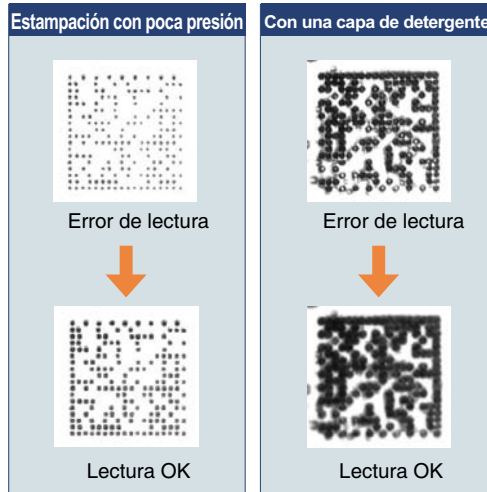 Estampación con poca presión
Error de lectura
Lectura OK
Con una capa de detergente
Error de lectura
Lectura OK